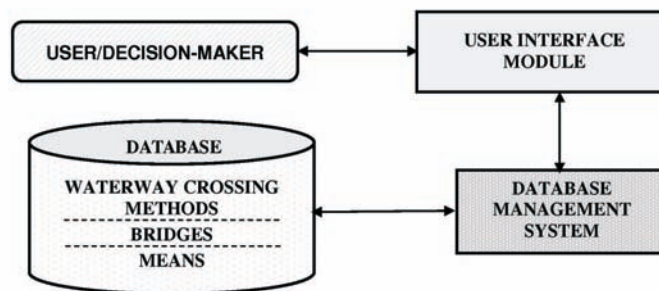 USER/DECISION-MAKER
USER INTERFACE
MODULE
DATABASE
WATERWAY CROSSING
METHODS
BRIDGES
MEANS
DATABASE
MANAGEMENT
SYSTEM